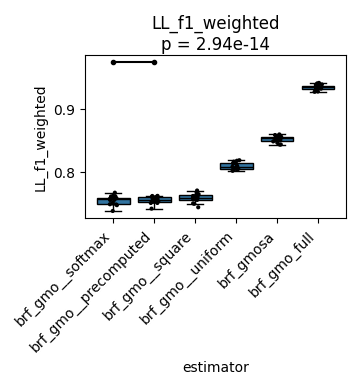 LL_f1_weighted
p = 2.94e-14
LL_f1_weighted
0.9
0.8
brf_gmo__softmax
brf_gmo__precomputed
brf_gmo__square
brf_gmo__uniform
brf_gmosa
brf_gmo_full
estimator